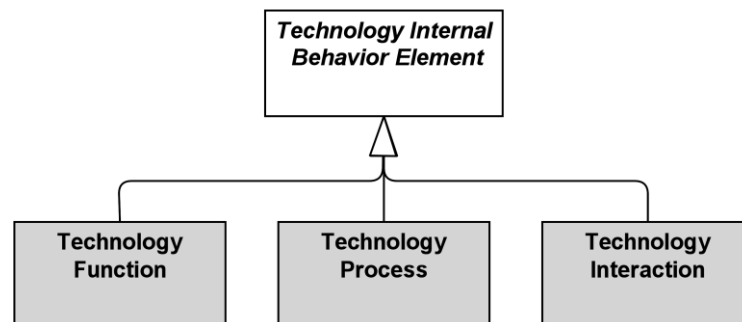 Technology Internal
Behavior Element
Technology
Function
Technology
Process
Technology
Interaction